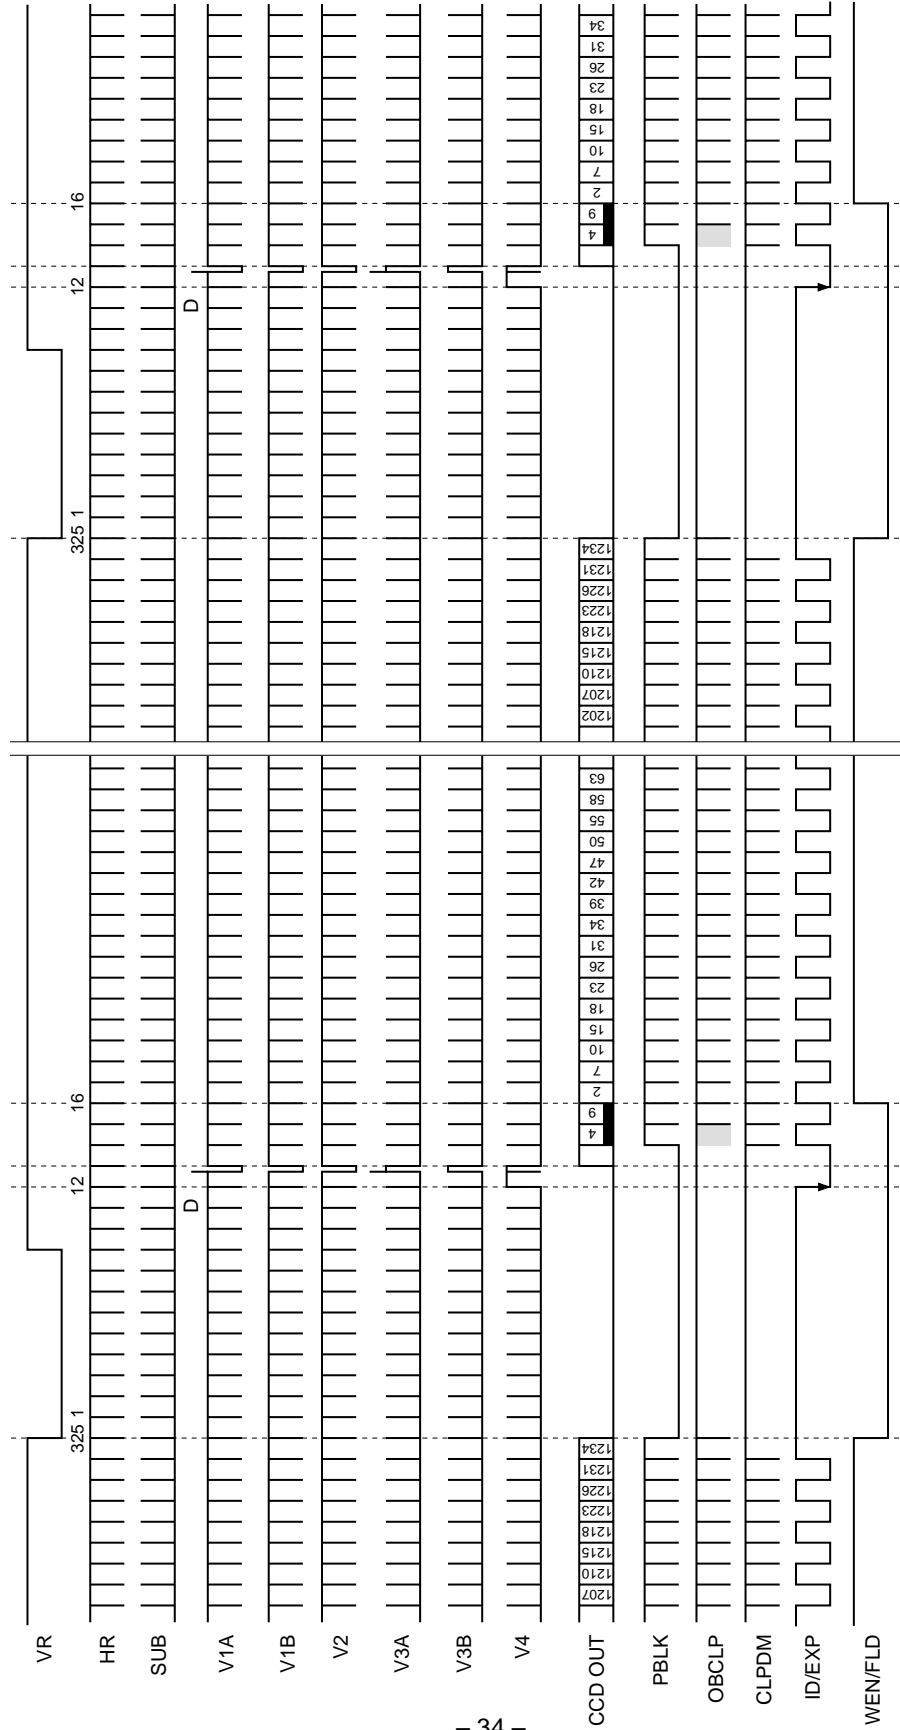 VR
325 1 12 16 325 1 12 16
HR
SUB
D D
V1A
V1B
V2
V3A
V3B
V4
CCD OUT 1207 1210 1215 1218 1223 1226 1231 1234 4 9 2 7 10 15 18 23 26 31 34 39 42 47 50 55 58 63 1202 1207 1210 1215 1218 1223 1226 1231 1234 4 9 2 7 10 15 18 23 26 31 34
PBLK
OBCLP
CLPDM
ID/EXP
WEN/FLD
– 34 –